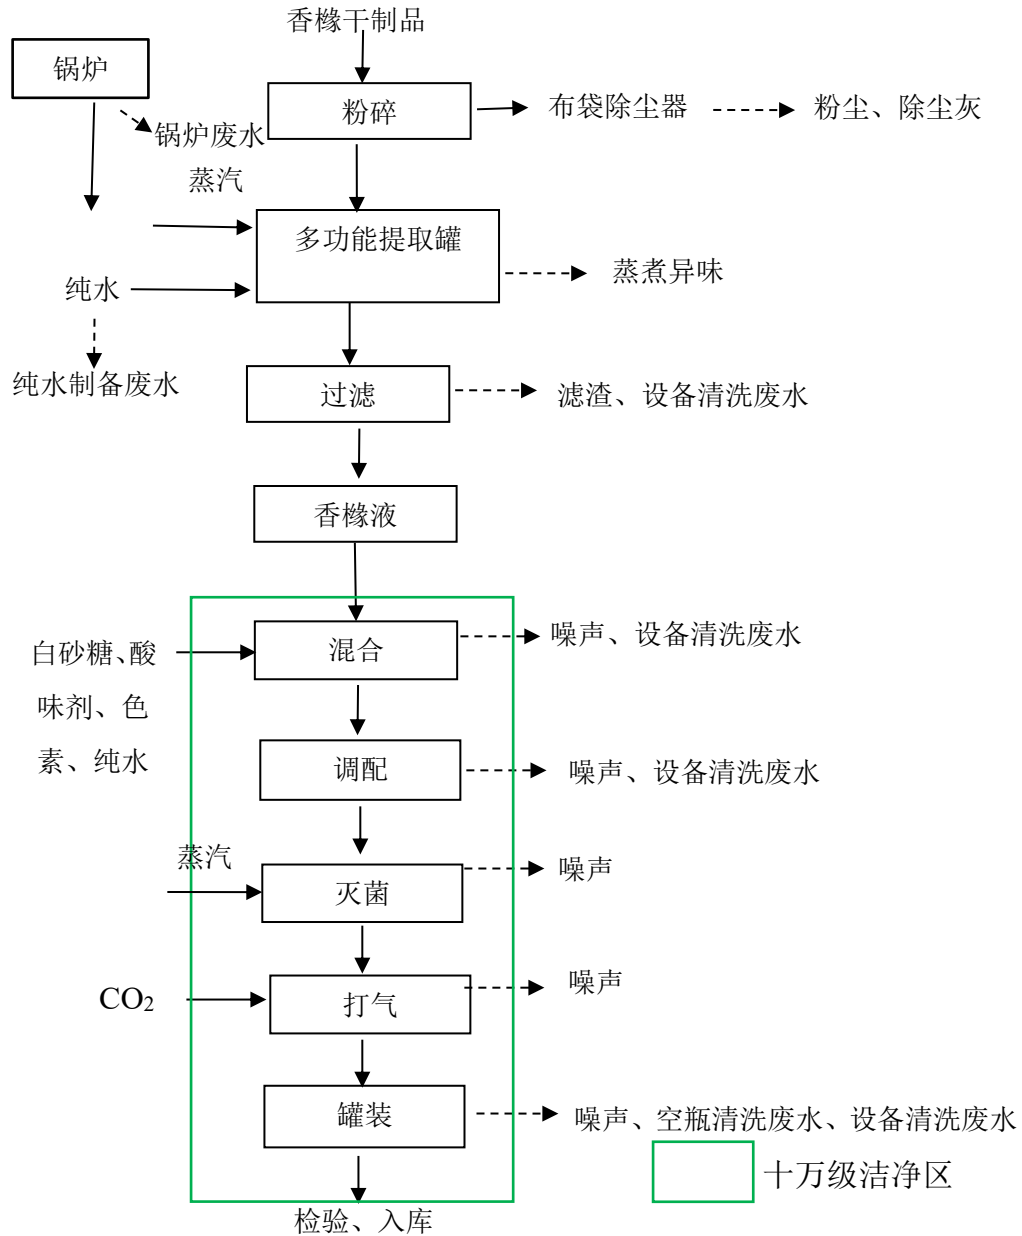 香橼干制品
锅炉
粉碎
布袋除尘器
粉尘、除尘灰
锅炉废水
蒸汽
多功能提取罐
蒸煮异味
纯水
纯水制备废水
过滤
滤渣、设备清洗废水
香橼液
混合
噪声、设备清洗废水
白砂糖、酸
味剂、色
素、纯水
调配
噪声、设备清洗废水
蒸汽
灭菌
噪声
CO₂
打气
噪声
罐装
噪声、空瓶清洗废水、设备清洗废水
十万级洁净区
检验、入库